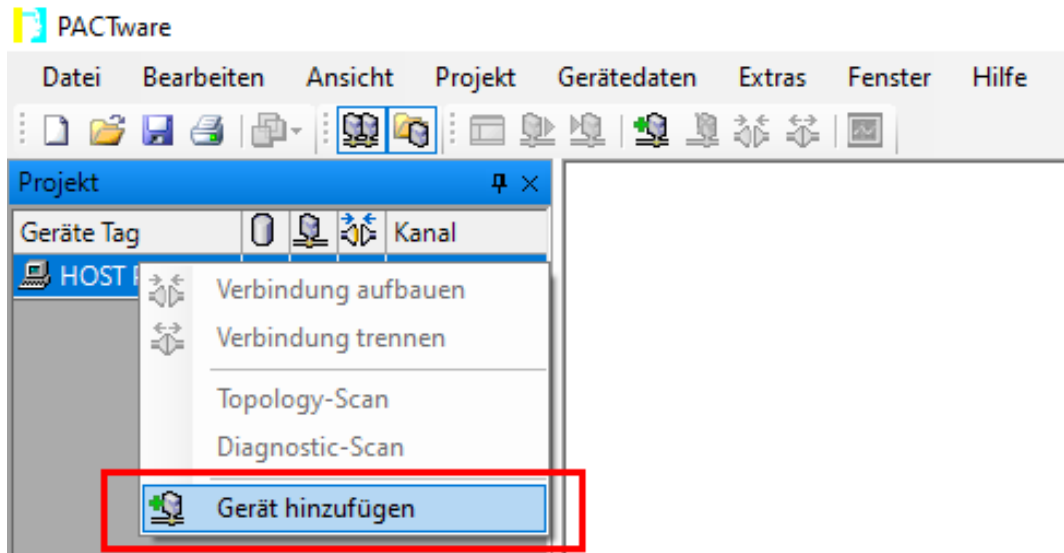 PACTware
Datei Bearbeiten Ansicht Projekt Gerätedaten Extras Fenster Hilfe
Projekt
Geräte Tag Kanal
HOST
Verbindung aufbauen
Verbindung trennen
Topology-Scan
Diagnostic-Scan
Gerät hinzufügen